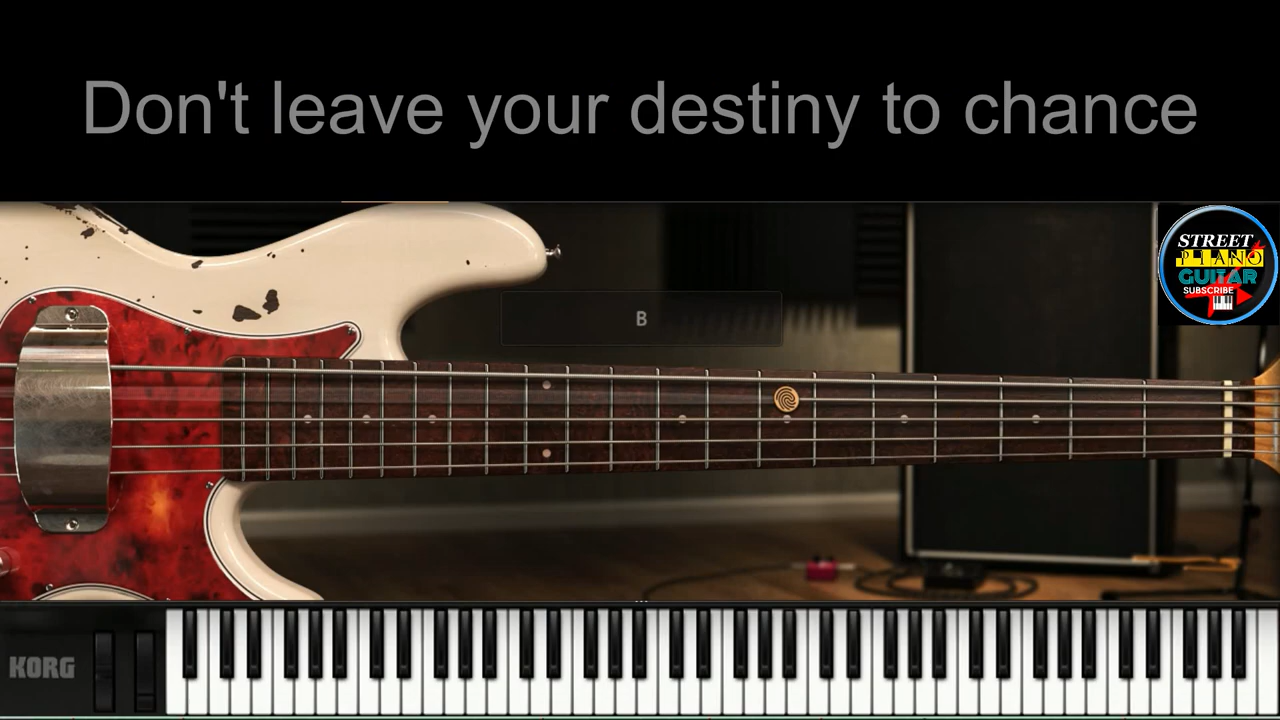 Don't leave your destiny to chance
STREET
PIANO
GUITAR
SUBSCRIBE
B
KORG